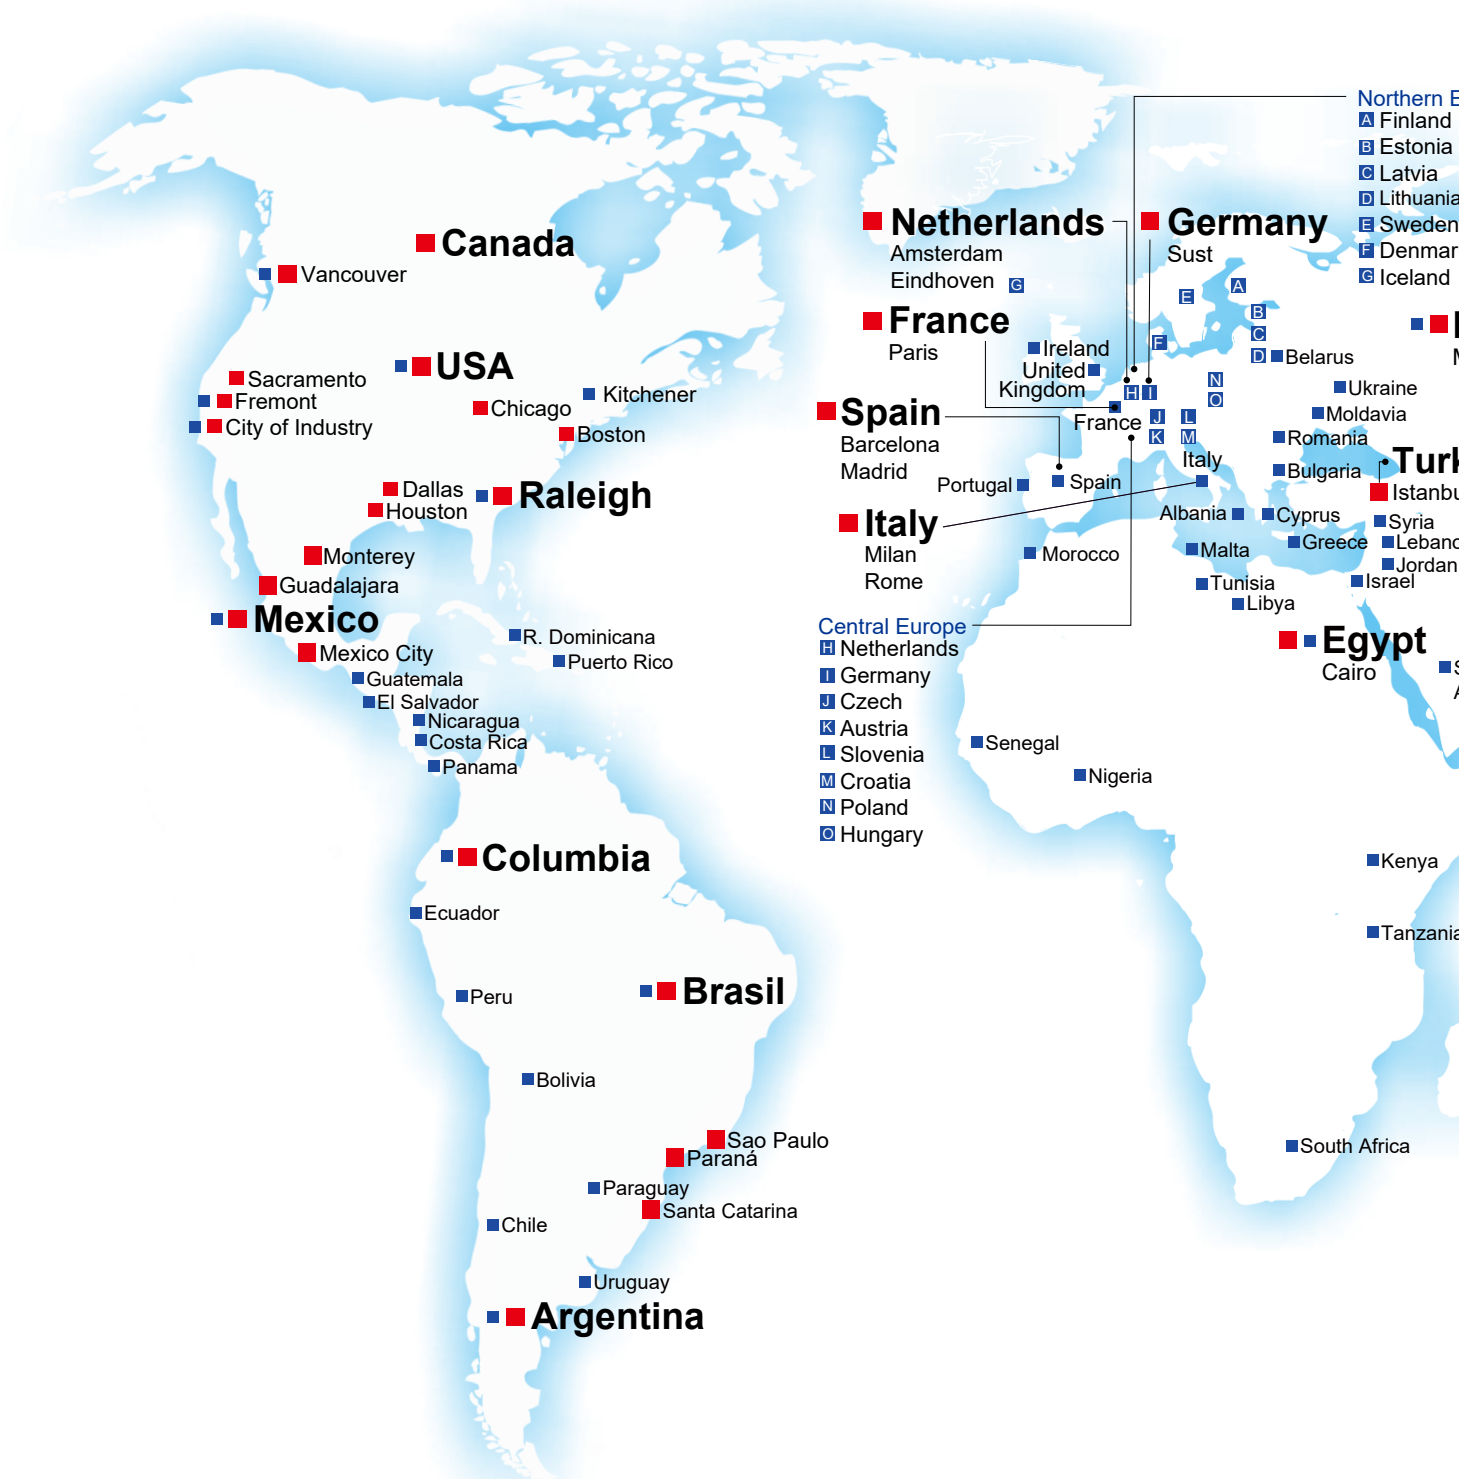 Canada
Vancouver
USA
Sacramento
Fremont
City of Industry
Kitchener
Chicago
Boston
Dallas
Houston
Raleigh
Monterey
Guadalajara
Mexico
Mexico City
Guatemala
El Salvador
Nicaragua
Costa Rica
Panama
R. Dominicana
Puerto Rico
Columbia
Ecuador
Peru
Brasil
Bolivia
Sao Paulo
Paraná
Paraguay
Santa Catarina
Chile
Uruguay
Argentina
Netherlands
Amsterdam
Eindhoven
G
France
Paris
Spain
Barcelona
Madrid
Italy
Milan
Rome
Germany
Sust
Northern E
A Finland
B Estonia
C Latvia
D Lithuania
E Sweden
F Denmar
G Iceland
E
A
B
C
D
F
Ireland
United
Kingdom
Belarus
Ukraine
Moldavia
Romania
Bulgaria
H
I
N
O
J
L
K
M
France
Italy
Portugal
Spain
Albania
Cyprus
Greece
Malta
Morocco
Tunisia
Libya
Turk
Istanbu
Syria
Lebano
Jordan
Israel
Central Europe
H Netherlands
I Germany
J Czech
K Austria
L Slovenia
M Croatia
N Poland
O Hungary
Egypt
Cairo
Senegal
Nigeria
Kenya
Tanzania
South Africa